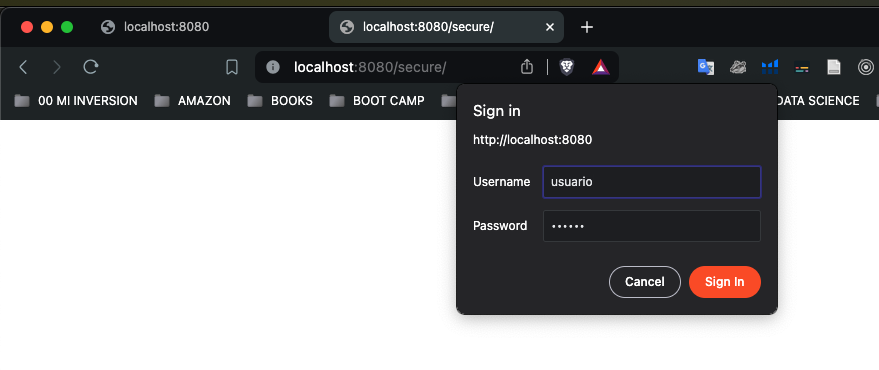 localhost:8080
localhost:8080/secure/
localhost:8080/secure/
00 MI INVERSION
AMAZON
BOOKS
BOOT CAMP
DATA SCIENCE
Sign in
http://localhost:8080
Username
usuario
Password
••••••
Cancel
Sign In